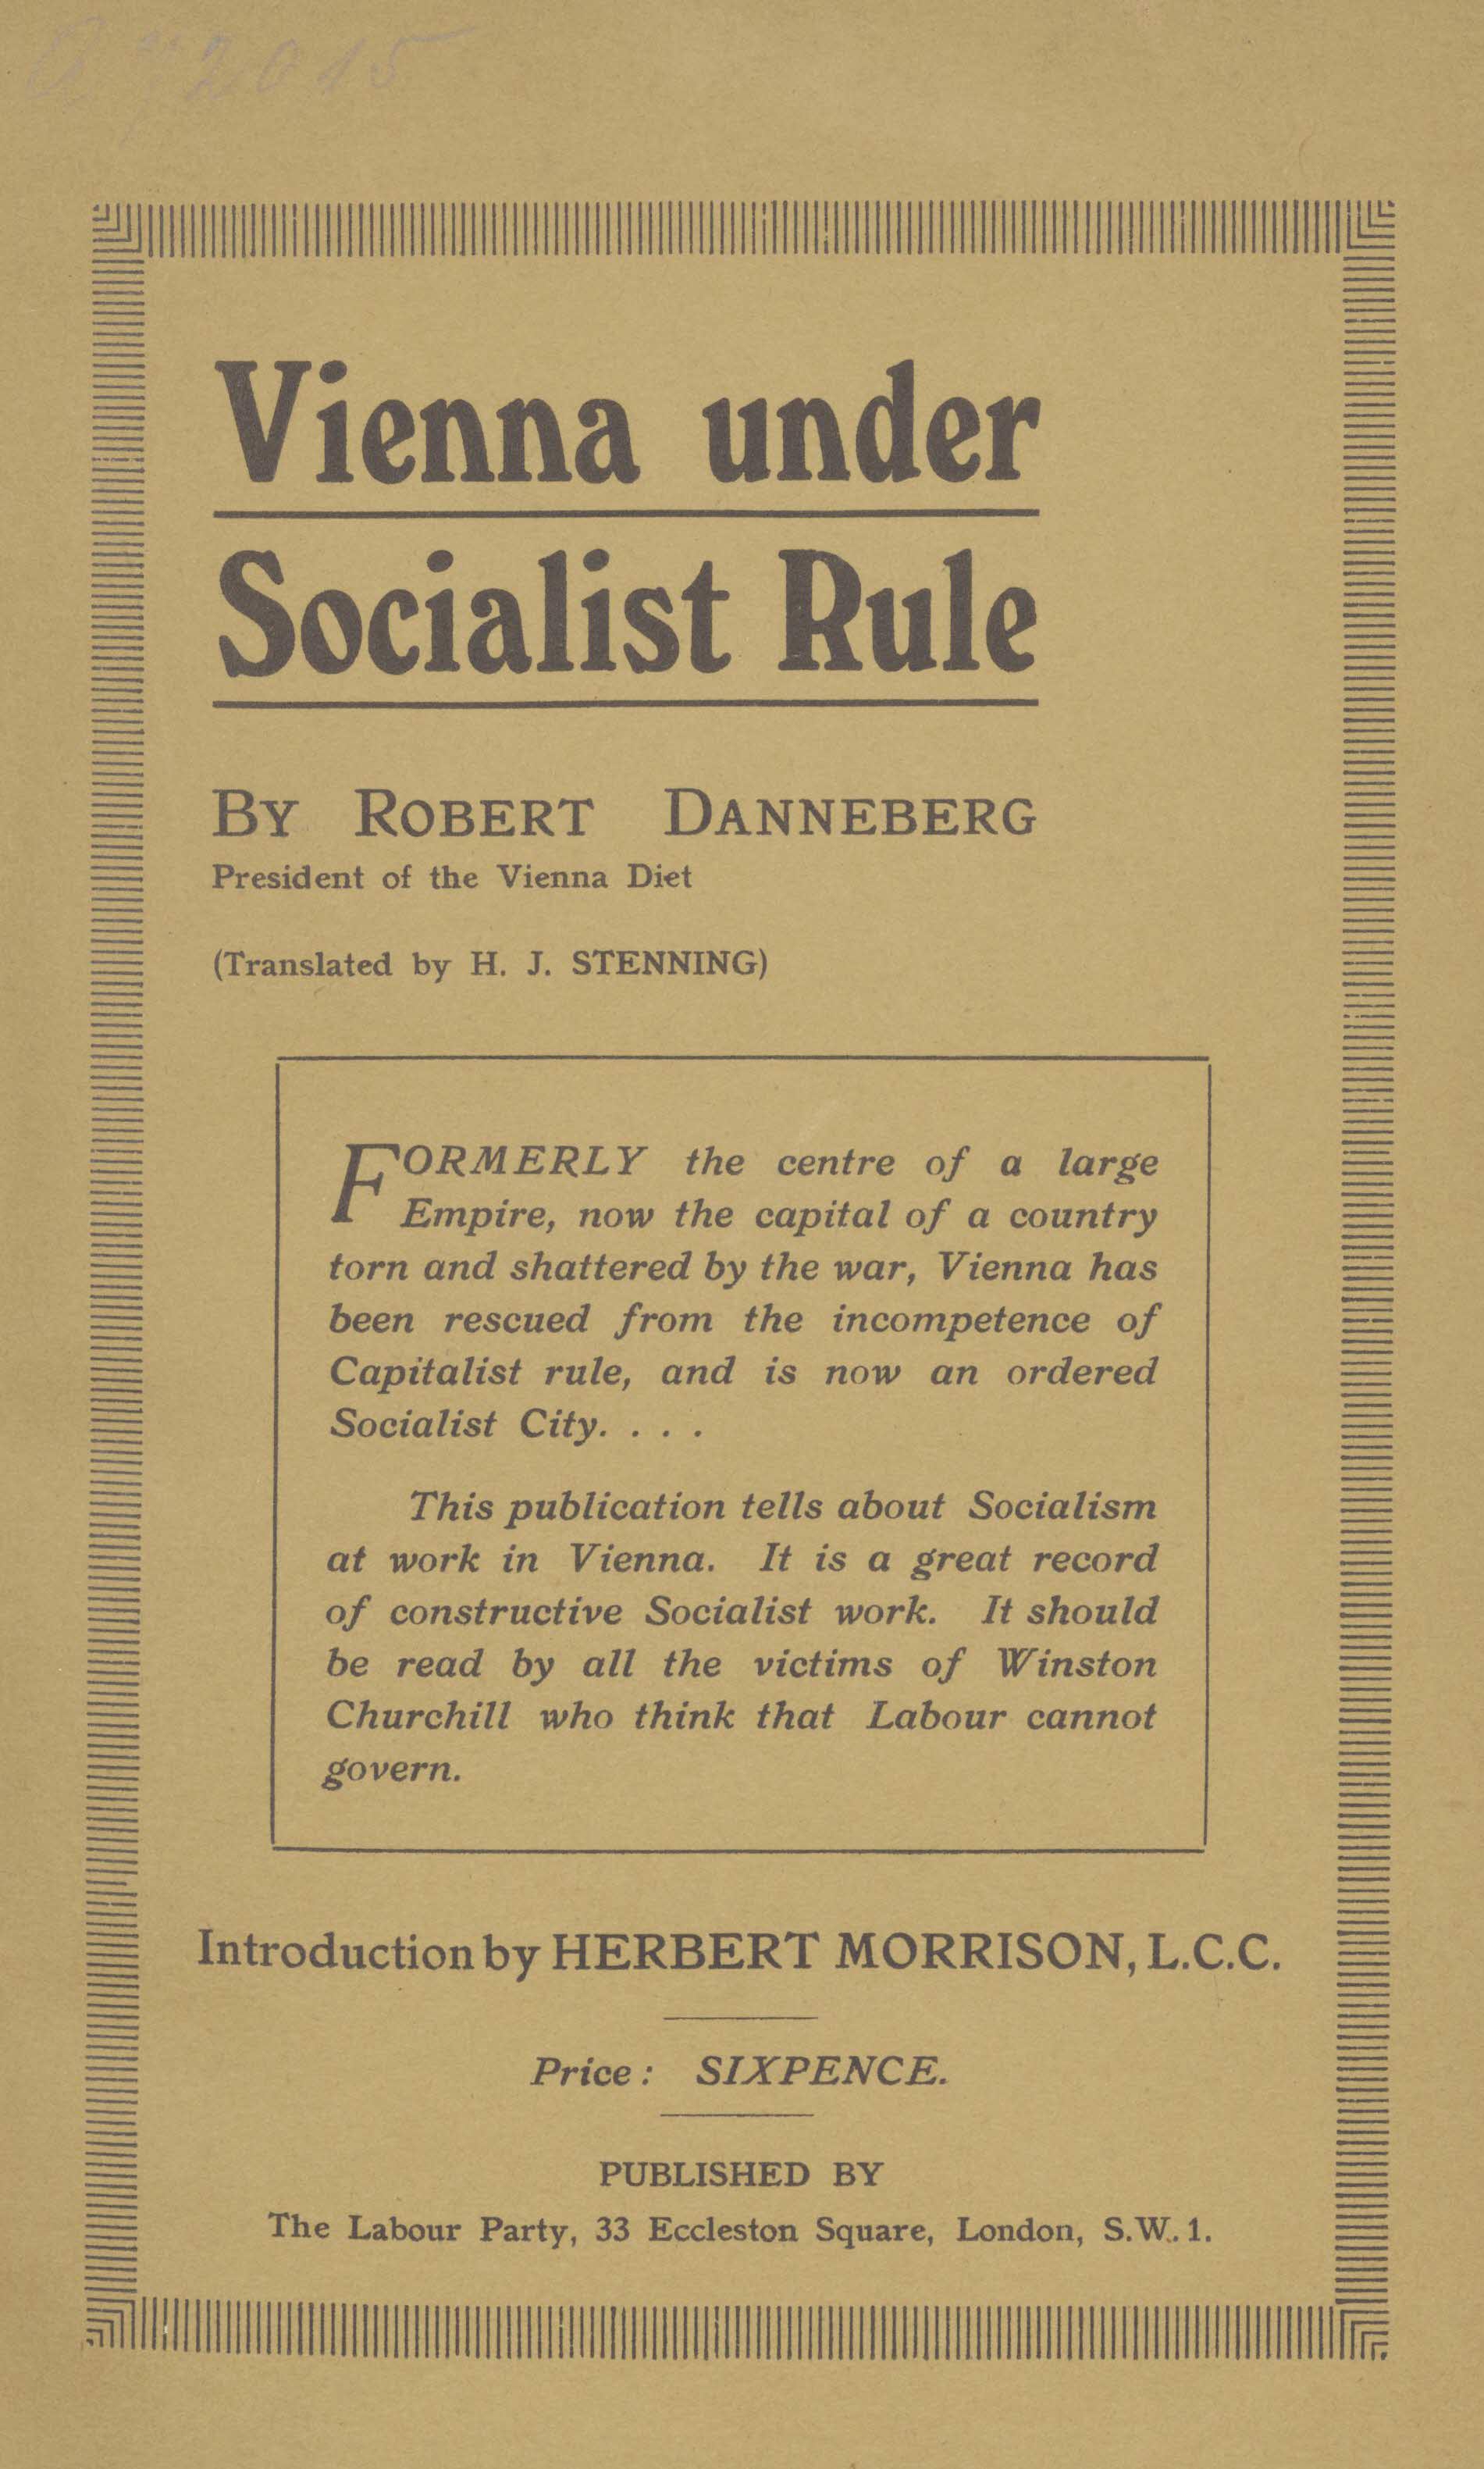 Vienna under
Socialist Rule
BY ROBERT DANNEBERG
President of the Vienna Diet
(Translated by H. J. STENNING)
FORMERLY the centre of a large
Empire, now the capital of a country
torn and shattered by the war, Vienna has
been rescued from the incompetence of
Capitalist rule, and is now an ordered
Socialist City. . . .
This publication tells about Socialism
at work in Vienna. It is a great record
of constructive Socialist work. It should
be read by all the victims of Winston
Churchill who think that Labour cannot
govern.
Introduction by HERBERT MORRISON, L.C.C.
Price: SIXPENCE.
PUBLISHED BY
The Labour Party, 33 Eccleston Square, London, S.W.1.